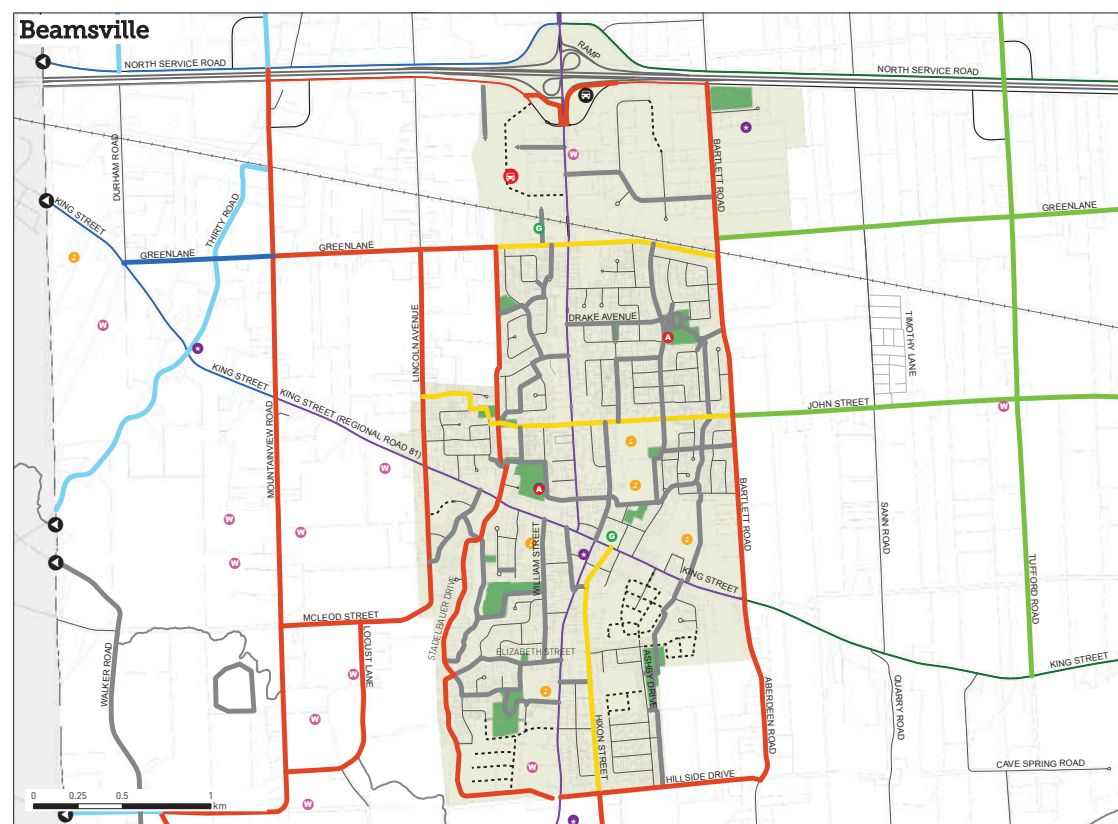 Beamsville
RAMP
NORTH SERVICE ROAD
NORTH SERVICE ROAD
DURHAM ROAD
W
BARTLETT ROAD
KING STREET
THIRTY ROAD
GREENLANE
G
GREENLANE
GREENLANE
DRAKE AVENUE
W
A
LINCOLN AVENUE
TIMOTHY LANE
KING STREET
KING STREET (REGIONAL ROAD 81)
JOHN STREET
W
MOUNTAINVIEW ROAD
W
A
BARTLETT ROAD
SANN ROAD
W
W
G
WILLIAM STREET
W
KING STREET
TUFFORD ROAD
STADELBAUER DRIVE
MCLEOD STREET
LOCUST LANE
ELIZABETH STREET
KING STREET
WALKER ROAD
W
ASHBY DRIVE
ABERDEEN ROAD
QUARRY ROAD
W
HIXON STREET
W
HILLSIDE DRIVE
CAVE SPRING ROAD
0 0.25 0.5 1
km
W